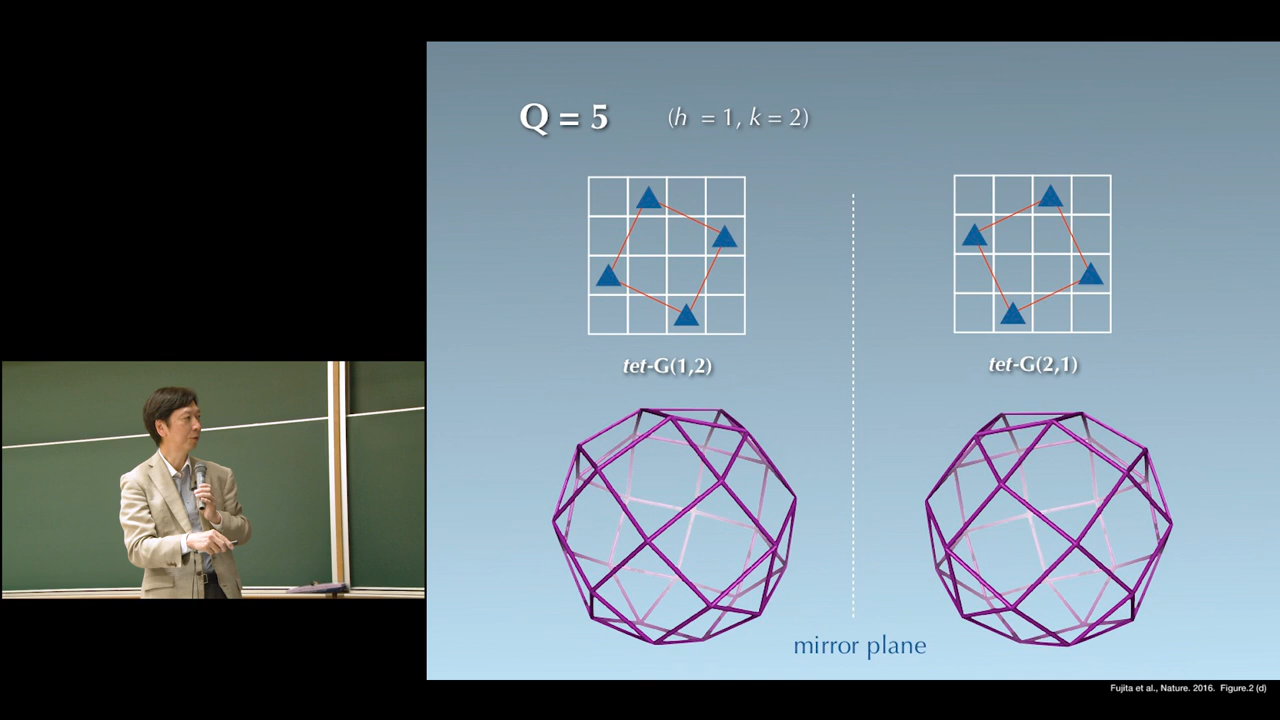 Q = 5 (h = 1, k = 2)
tet-G(1,2) tet-G(2,1)
mirror plane
Fujita et al., Nature. 2016. Figure.2 (d)